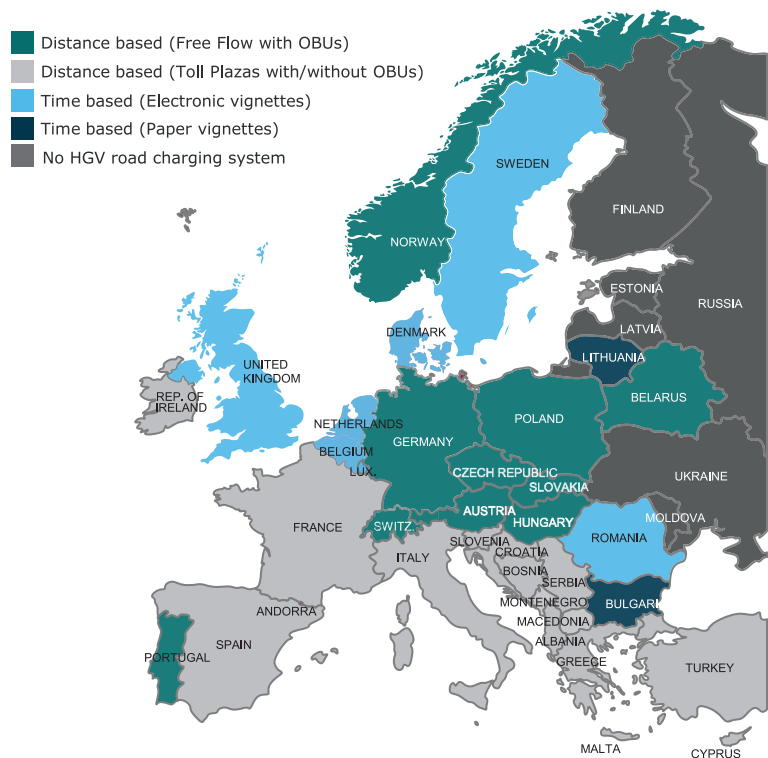 Distance based (Free Flow with OBUs)
Distance based (Toll Plazas with/without OBUs)
Time based (Electronic vignettes)
Time based (Paper vignettes)
No HGV road charging system
SWEDEN
FINLAND
NORWAY
ESTONIA
RUSSIA
LATVIA
DENMARK
LITHUANIA
UNITED
KINGDOM
BELARUS
REP. OF
IRELAND
NETHERLANDS
POLAND
GERMANY
BELGIUM
LUX.
CZECH REPUBLIC
UKRAINE
SLOVAKIA
AUSTRIA
MOLDOVA
HUNGARY
FRANCE
SWITZ.
ROMANIA
SLOVENIA
CROATIA
ITALY
BOSNIA
SERBIA
MONTENEGRO
BULGARI
ANDORRA
MACEDONIA
ALBANIA
SPAIN
PORTUGAL
GREECE
TURKEY
MALTA
CYPRUS